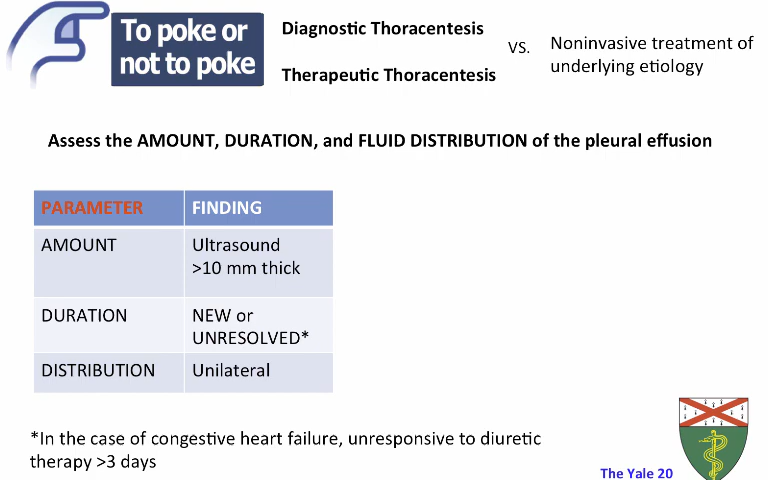 To poke or
not to poke
Diagnostic Thoracentesis
Therapeutic Thoracentesis
VS.
Noninvasive treatment of
underlying etiology
Assess the AMOUNT, DURATION, and FLUID DISTRIBUTION of the pleural effusion
PARAMETER FINDING
AMOUNT Ultrasound
>10 mm thick
DURATION NEW or
UNRESOLVED*
DISTRIBUTION Unilateral
*In the case of congestive heart failure, unresponsive to diuretic
therapy >3 days
The Yale 20